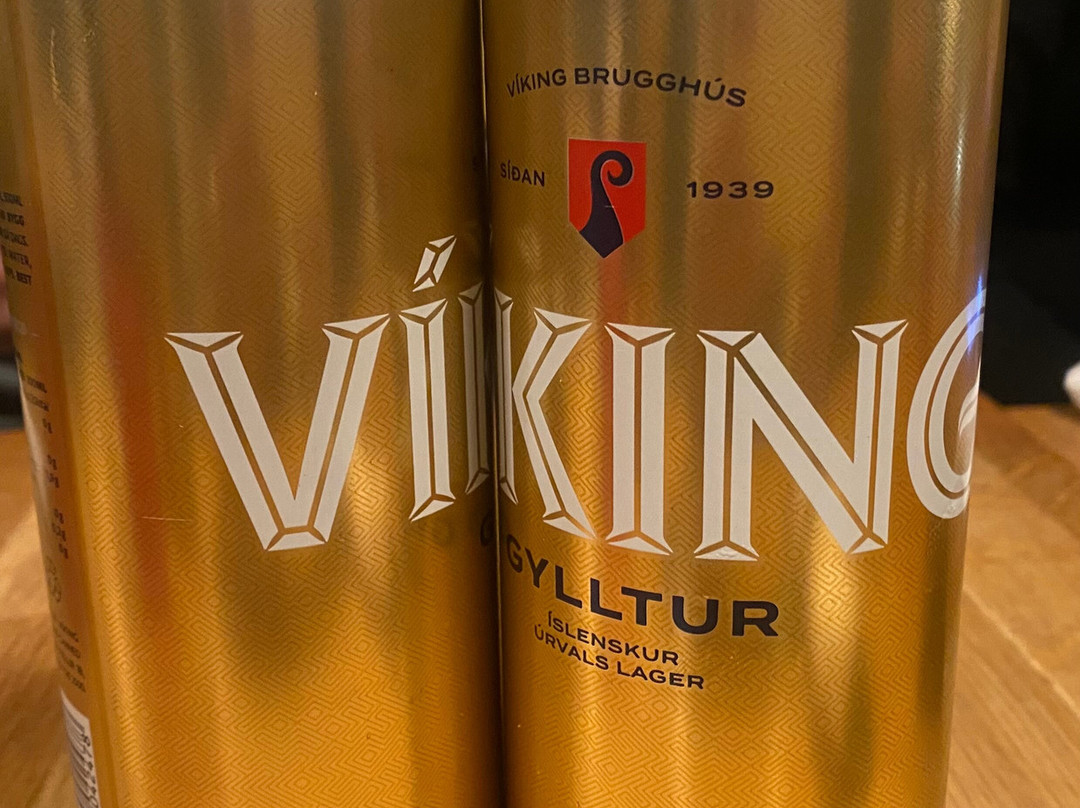 VÍKING BRUGGHÚS
SÍÐAN 1939
VÍKING
GYLLTUR
ÍSLENSKUR
ÚRVALS LAGER